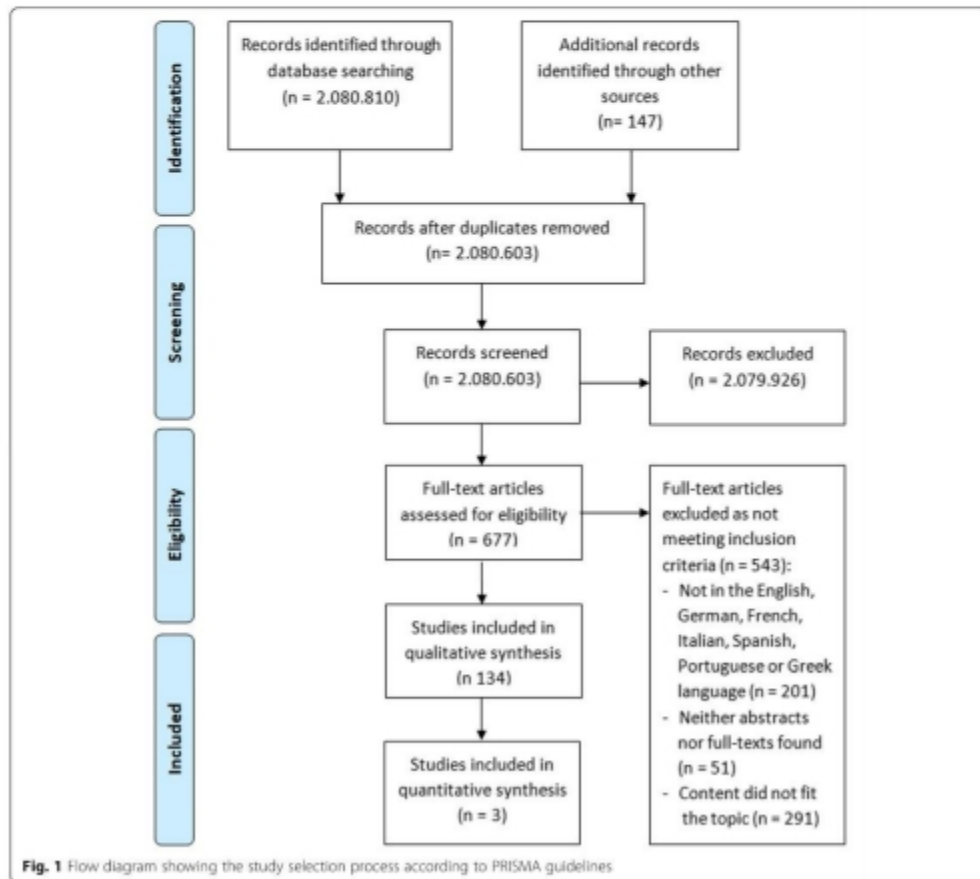 Identification
Records identified through
database searching
(n = 2.080.810)
Additional records
identified through other
sources
(n= 147)
Records after duplicates removed
(n= 2.080.603)
Screening
Records screened
(n = 2.080.603)
Records excluded
(n = 2.079.926)
Eligibility
Full-text articles
assessed for eligibility
(n = 677)
Full-text articles
excluded as not
meeting inclusion
criteria (n = 543):
- Not in the English,
German, French,
Italian, Spanish,
Portuguese or Greek
language (n = 201)
- Neither abstracts
nor full-texts found
(n = 51)
- Content did not fit
the topic (n = 291)
Included
Studies included in
qualitative synthesis
(n 134)
Studies included in
quantitative synthesis
(n = 3)
Fig. 1 Flow diagram showing the study selection process according to PRISMA guidelines